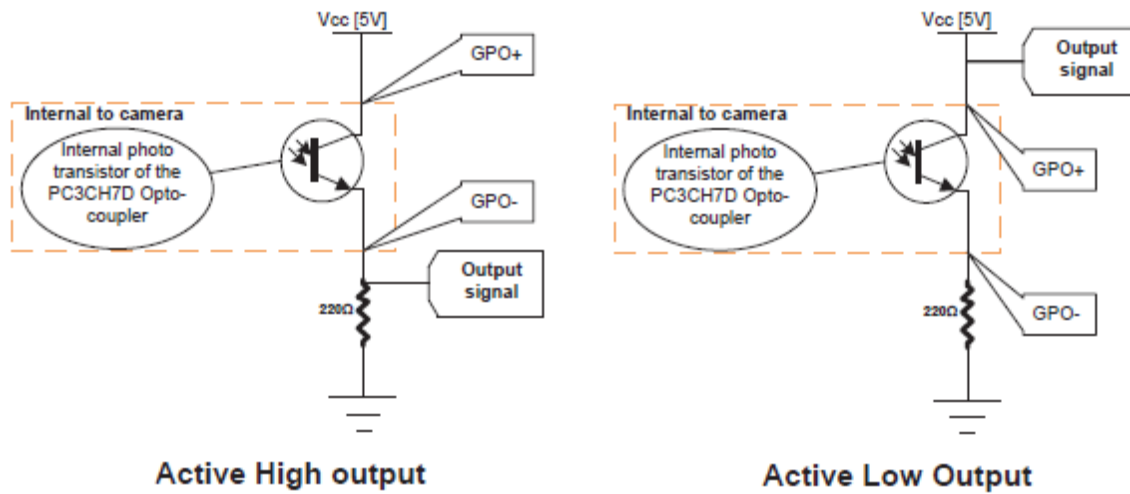 Vcc [5V]
GPO+
Internal to camera
Internal photo
transistor of the
PC3CH7D Opto-
coupler
GPO-
Output
signal
220Ω
Active High output
Vcc [5V]
Output
signal
Internal to camera
Internal photo
transistor of the
PC3CH7D Opto-
coupler
GPO+
GPO-
220Ω
Active Low Output